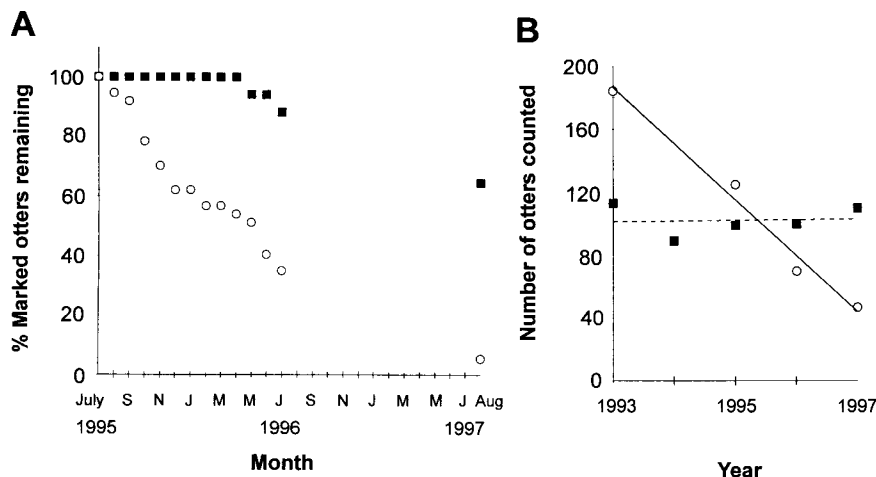 A
% Marked otters remaining
100
80
60
40
20
0
July S N J M M J S N J M M J Aug
1995 1996 1997
Month
B
Number of otters counted
200
160
120
80
40
0
1993 1995 1997
Year